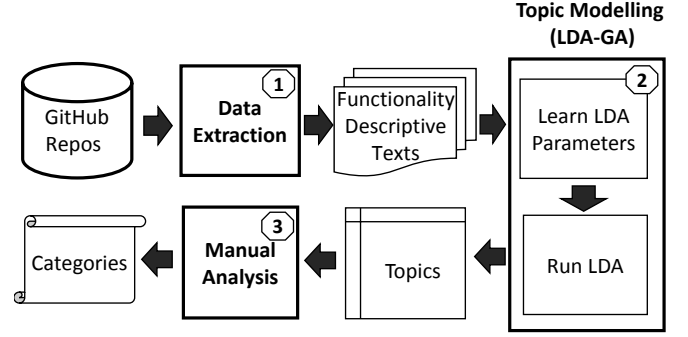 Topic Modelling
(LDA-GA)
GitHub
Repos
1
Data
Extraction
Functionality
Descriptive
Texts
2
Learn LDA
Parameters
Run LDA
Topics
3
Manual
Analysis
Categories